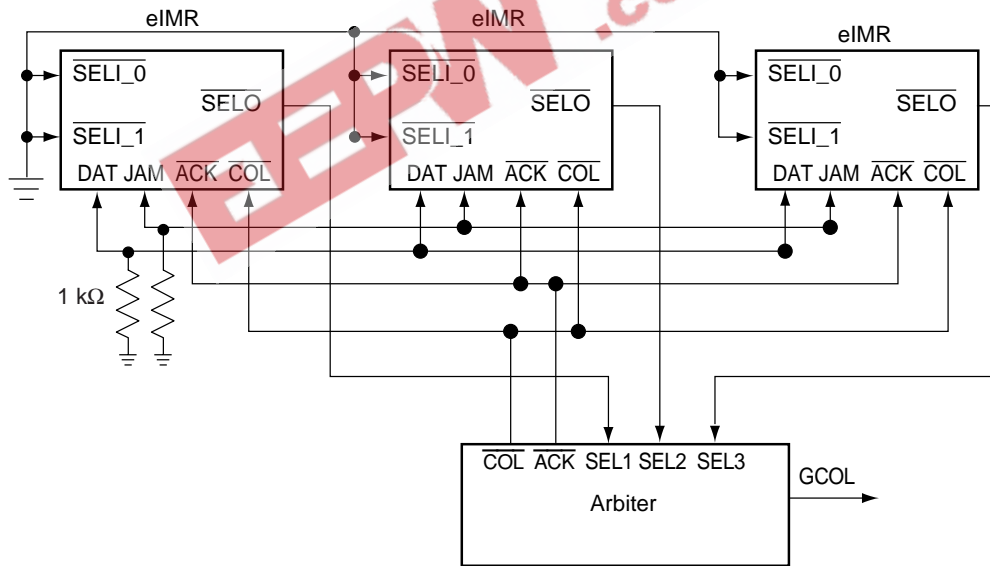 eIMR
eIMR
eIMR
SELI_0
SELO
SELI_1
DAT JAM ACK COL
SELI_0
SELO
SELI_1
DAT JAM ACK COL
SELI_0
SELO
SELI_1
DAT JAM ACK COL
1 kΩ
COL ACK SEL1 SEL2 SEL3
Arbiter
GCOL